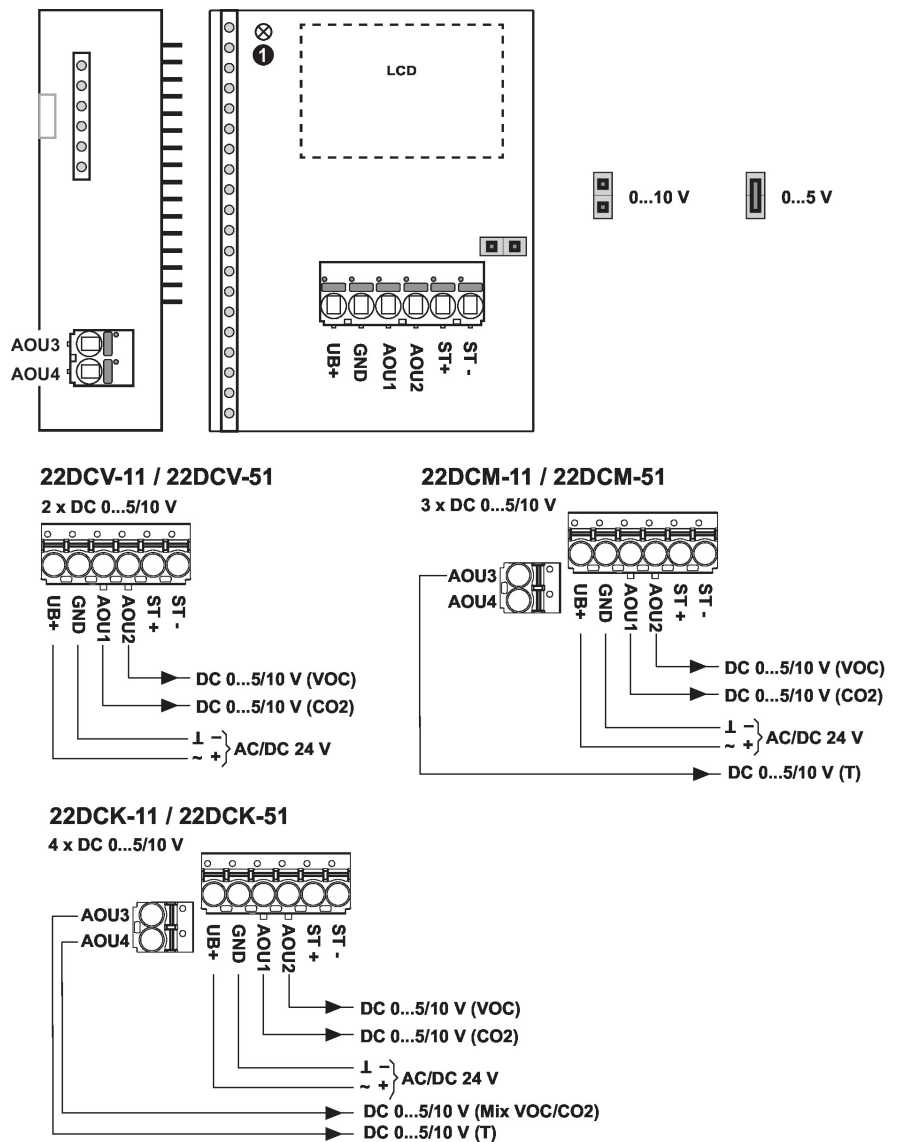 1
LCD
0...10 V
0...5 V
AOU3
AOU4
UB+
GND
AOU1
AOU2
ST+
ST -
22DCV-11 / 22DCV-51
2 x DC 0...5/10 V
UB+
GND
AOU1
AOU2
ST +
ST -
DC 0...5/10 V (VOC)
DC 0...5/10 V (CO2)
⊥ –
~ +
AC/DC 24 V
22DCM-11 / 22DCM-51
3 x DC 0...5/10 V
AOU3
AOU4
UB+
GND
AOU1
AOU2
ST +
ST -
DC 0...5/10 V (VOC)
DC 0...5/10 V (CO2)
⊥ –
~ +
AC/DC 24 V
DC 0...5/10 V (T)
22DCK-11 / 22DCK-51
4 x DC 0...5/10 V
AOU3
AOU4
UB+
GND
AOU1
AOU2
ST +
ST -
DC 0...5/10 V (VOC)
DC 0...5/10 V (CO2)
⊥ –
~ +
AC/DC 24 V
DC 0...5/10 V (Mix VOC/CO2)
DC 0...5/10 V (T)